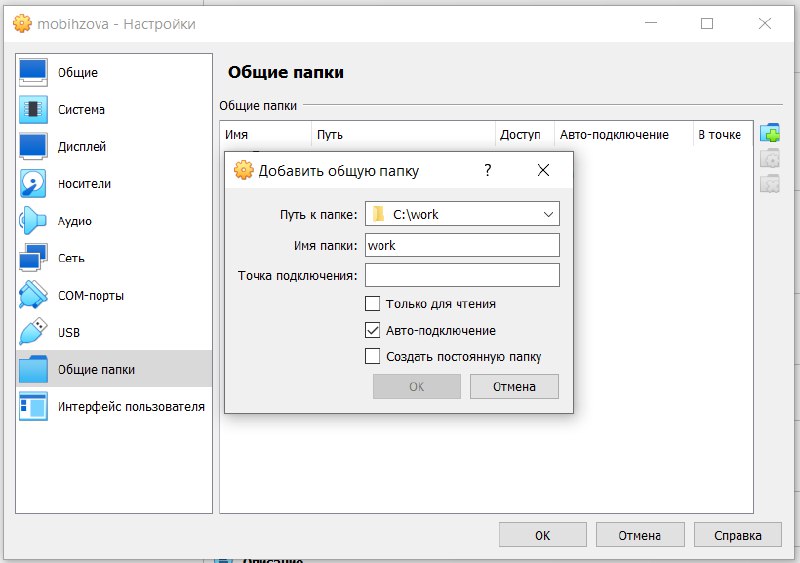 mobihzova - Настройки
Общие
Система
Дисплей
Носители
Аудио
Сеть
COM-порты
USB
Общие папки
Интерфейс пользователя
Общие папки
Общие папки
Имя Путь Доступ Авто-подключение В точке
Добавить общую папку ?
Путь к папке: C:\work
Имя папки: work
Точка подключения:
Только для чтения
Авто-подключение
Создать постоянную папку
OK Отмена
OK Отмена Справка
Описание